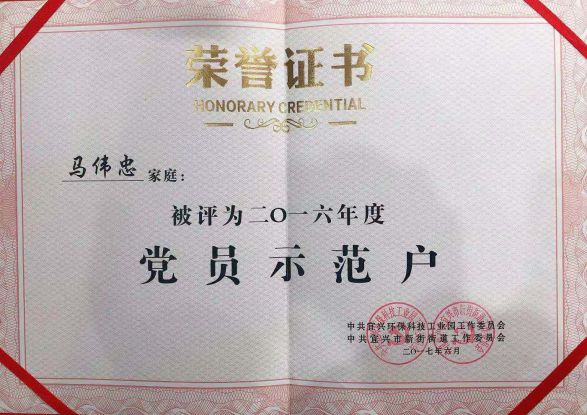 荣誉证书
HONORARY CREDENTIAL
马伟忠 家庭：
被评为二〇一六年度
党员示范户
中共宜兴环保科技工业园工作委员会
中共宜兴市新街街道工作委员会
二〇一七年六月